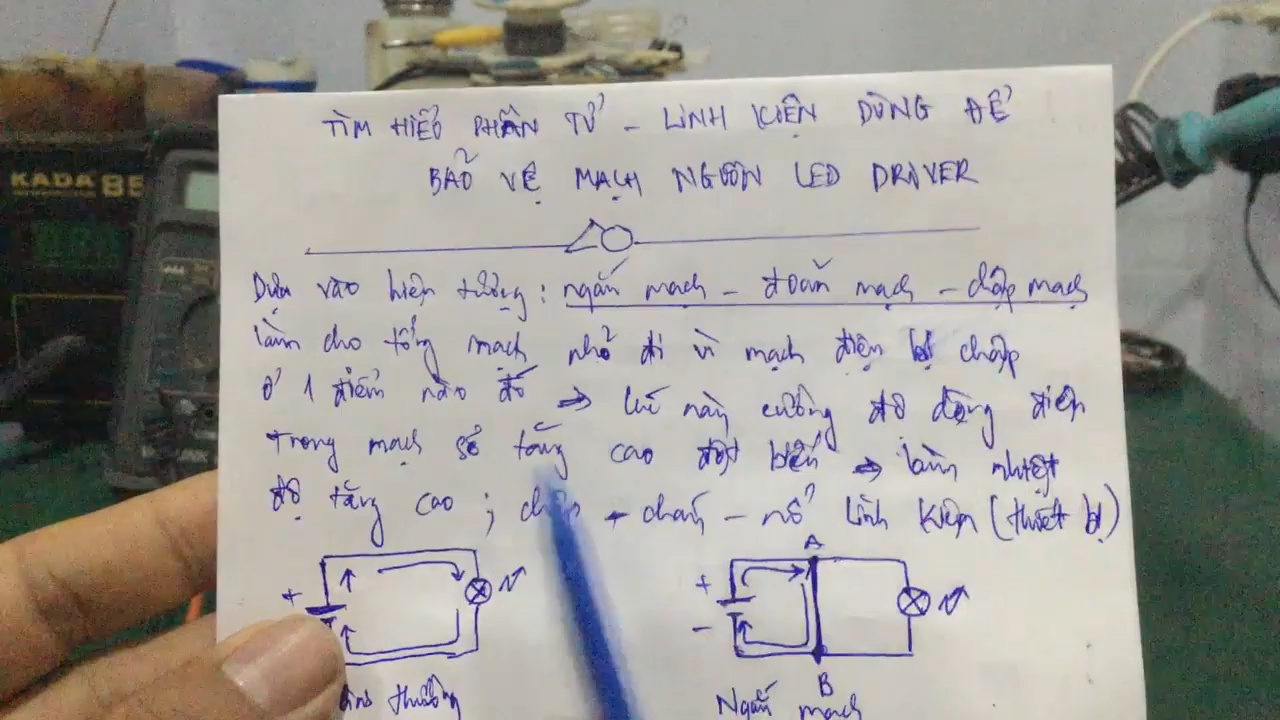 KADA 85
TÌM HIỂU PHẦN TỬ - LINH KIỆN DÙNG ĐỂ
BẢO VỆ MẠCH NGUỒN LED DRIVER
Dựa vào hiện tượng: ngắn mạch - đoản mạch - chập mạch
làm cho tổng mạch nhỏ đi vì mạch điện bị chập
ở 1 điểm nào đó => lúc này cường độ dòng điện
trong mạch sẽ tăng cao đột biến => làm nhiệt
độ tăng cao ; - cháy - nổ linh kiện (thiết bị)
A
+
+
-
B
thường
Ngắn mạch